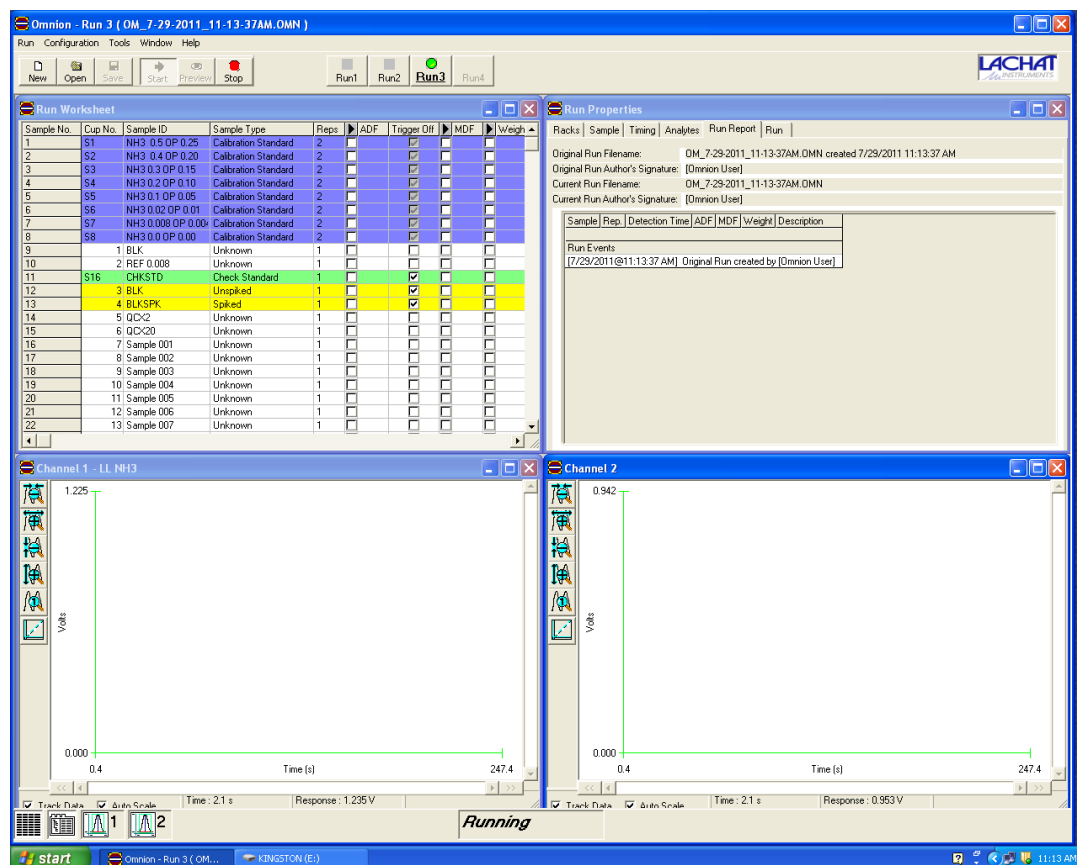 Omnion - Run 3 ( OM_7-29-2011_11-13-37AM.OMN )
Run Configuration Tools Window Help
New Open Save Start Preview Stop Run1 Run2 Run3 Run4
LACHAT
INSTRUMENTS
Run Worksheet
Sample No. Cup No. Sample ID Sample Type Reps ADF Trigger Off MDF Weigh
1 S1 NH3 0.5 OP 0.25 Calibration Standard 2
2 S2 NH3 0.4 OP 0.20 Calibration Standard 2
3 S3 NH3 0.3 OP 0.15 Calibration Standard 2
4 S4 NH3 0.2 OP 0.10 Calibration Standard 2
5 S5 NH3 0.1 OP 0.05 Calibration Standard 2
6 S6 NH3 0.02 OP 0.01 Calibration Standard 2
7 S7 NH3 0.008 OP 0.004 Calibration Standard 2
8 S8 NH3 0.0 OP 0.00 Calibration Standard 2
9 1 BLK Unknown 1
10 2 REF 0.008 Unknown 1
11 S16 CHKSTD Check Standard 1
12 3 BLK Unspiked 1
13 4 BLKSPK Spiked 1
14 5 QCX2 Unknown 1
15 6 QCX20 Unknown 1
16 7 Sample 001 Unknown 1
17 8 Sample 002 Unknown 1
18 9 Sample 003 Unknown 1
19 10 Sample 004 Unknown 1
20 11 Sample 005 Unknown 1
21 12 Sample 006 Unknown 1
22 13 Sample 007 Unknown 1
Run Properties
Racks Sample Timing Analytes Run Report Run
Original Run Filename: OM_7-29-2011_11-13-37AM.OMN created 7/29/2011 11:13:37 AM
Original Run Author's Signature: [Omnion User]
Current Run Filename: OM_7-29-2011_11-13-37AM.OMN
Current Run Author's Signature: [Omnion User]
Sample Rep. Detection Time ADF MDF Weight Description
Run Events
[7/29/2011@11:13:37 AM] Original Run created by [Omnion User]
Channel 1 - LL NH3
1.225
Volts
0.000
0.4 Time (s) 247.4
Track Data Auto Scale Time : 2.1 s Response : 1.235 V
Channel 2
0.942
Volts
0.000
0.4 Time (s) 247.4
Track Data Auto Scale Time : 2.1 s Response : 0.953 V
1 2 Running
start Omnion - Run 3 ( OM... KINGSTON (E:) 11:13 AM